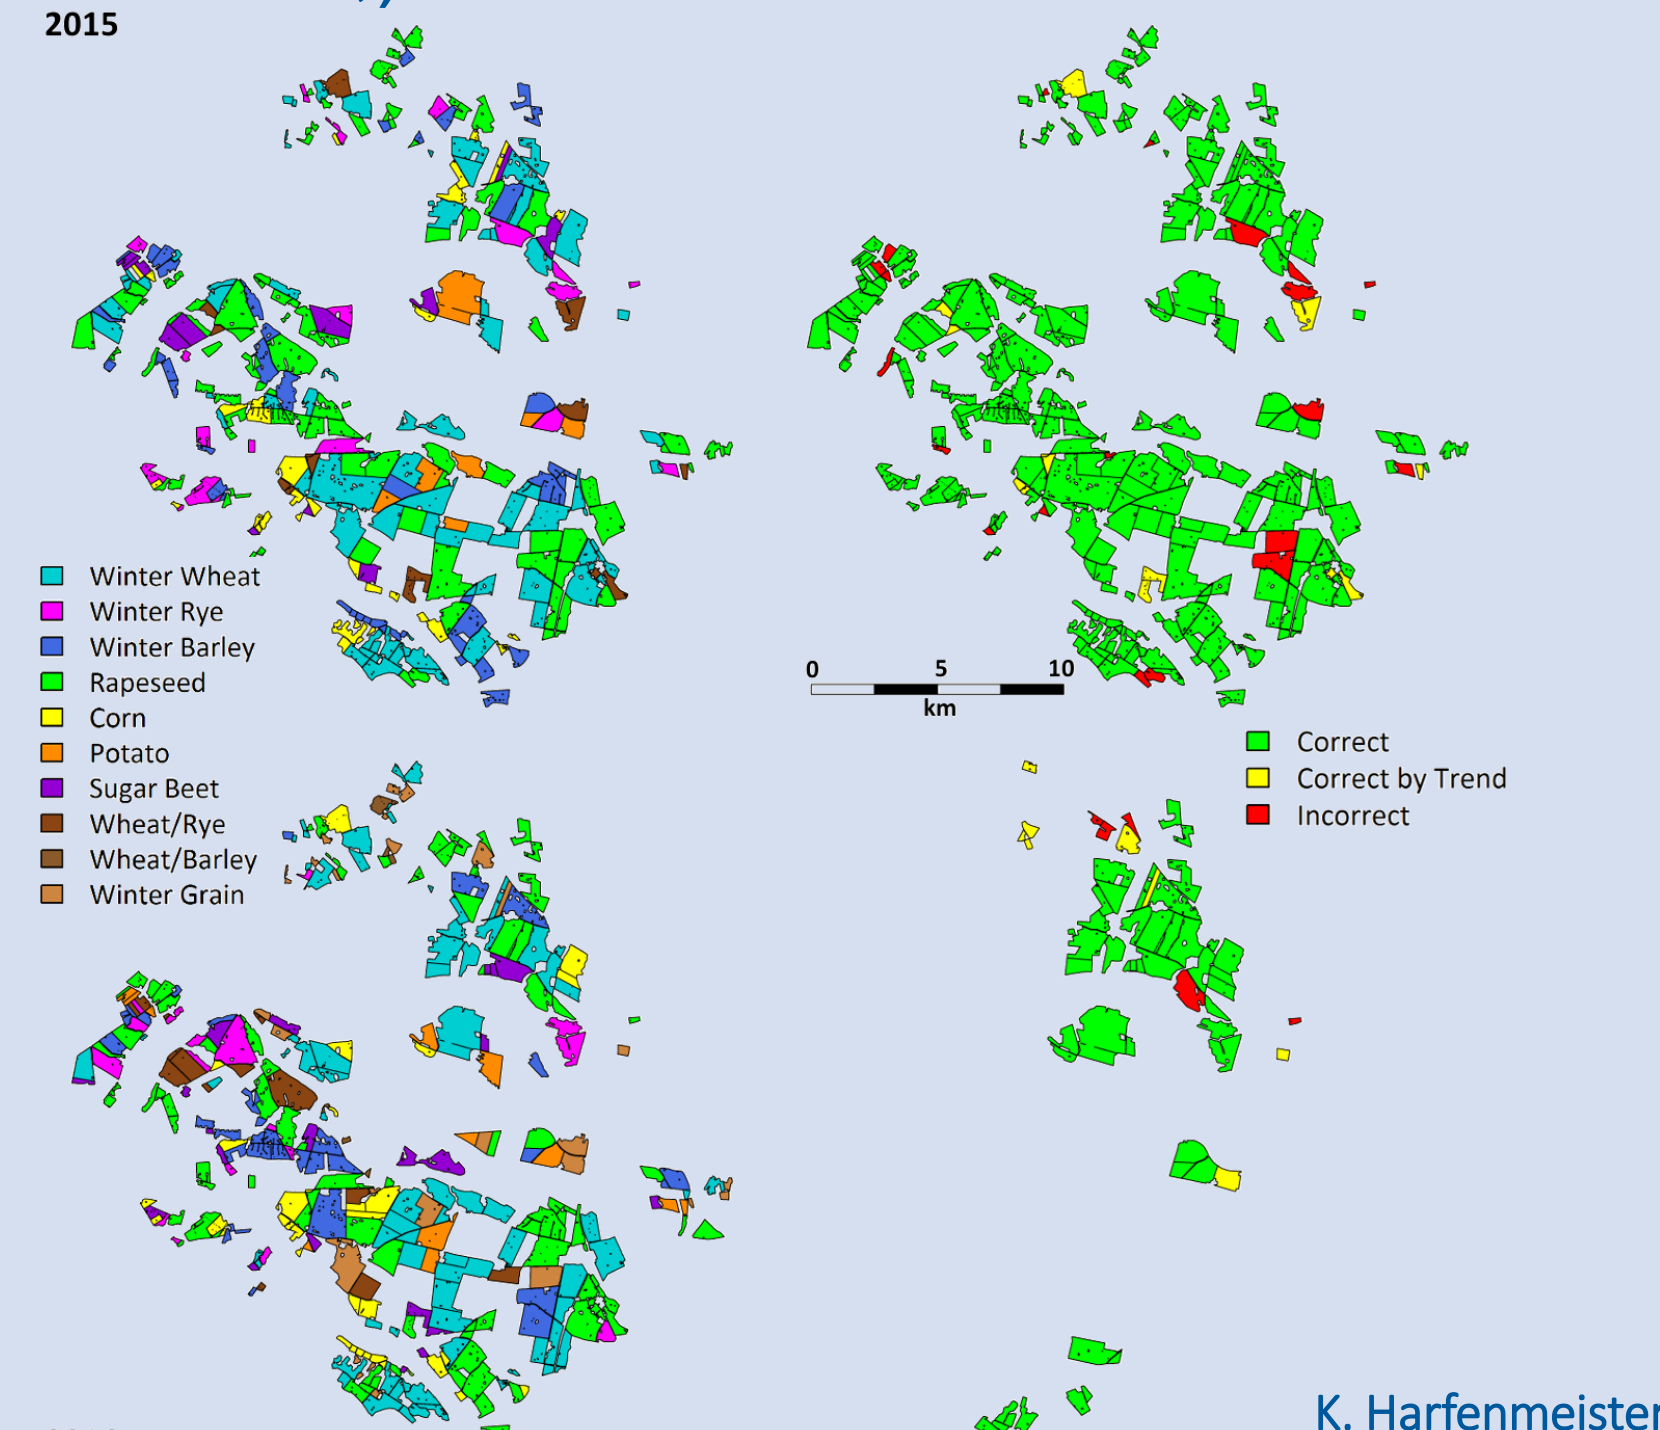 2015
Winter Wheat
Winter Rye
Winter Barley
Rapeseed
Corn
Potato
Sugar Beet
Wheat/Rye
Wheat/Barley
Winter Grain
0 5 10
km
Correct
Correct by Trend
Incorrect
K. Harfenmeister